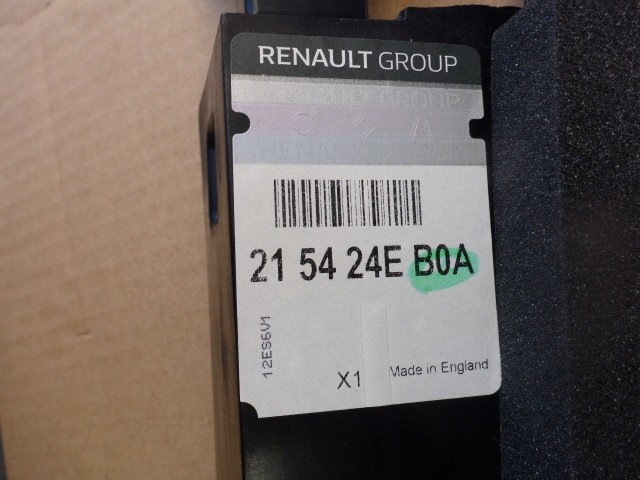 RENAULT GROUP
21 54 24E B0A
12ES6V1
X1
Made in England